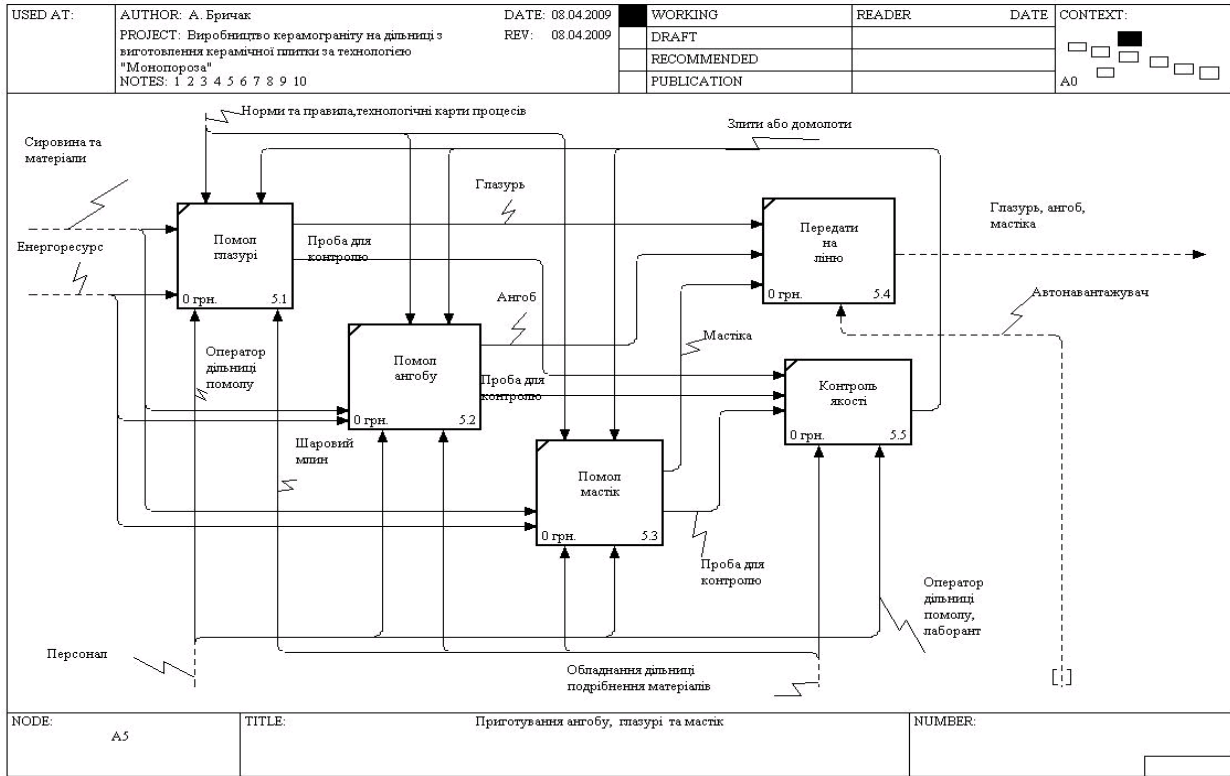 USED AT:
AUTHOR: А. Бричак
DATE: 08.04.2009
PROJECT: Виробництво керамограніту на дільниці з
виготовлення керамічної плитки за технологією
"Монопороза"
REV: 08.04.2009
NOTES: 1 2 3 4 5 6 7 8 9 10
WORKING
DRAFT
RECOMMENDED
PUBLICATION
READER DATE
CONTEXT:
A0
Норми та правила,технологічні карти процесів
Злити або домолоти
Сировина та
матеріали
Енергоресурс
Помол
глазурі
0 грн. 5.1
Глазурь
Проба для
контролю
Передати
на
ліню
0 грн. 5.4
Глазурь, ангоб,
мастіка
Автонавантажувач
Ангоб
Мастіка
Оператор
дільниці
помолу
Помол
ангобу
0 грн. 5.2
Проба для
контролю
Контроль
якості
0 грн. 5.5
Шаровий
млин
Помол
мастік
0 грн. 5.3
Проба для
контролю
Оператор
дільниці
помолу,
лаборант
Персонал
Обладнання дільниці
подрібнення матеріалів
NODE:
A5
TITLE:
Приготування ангобу, глазурі та мастік
NUMBER: